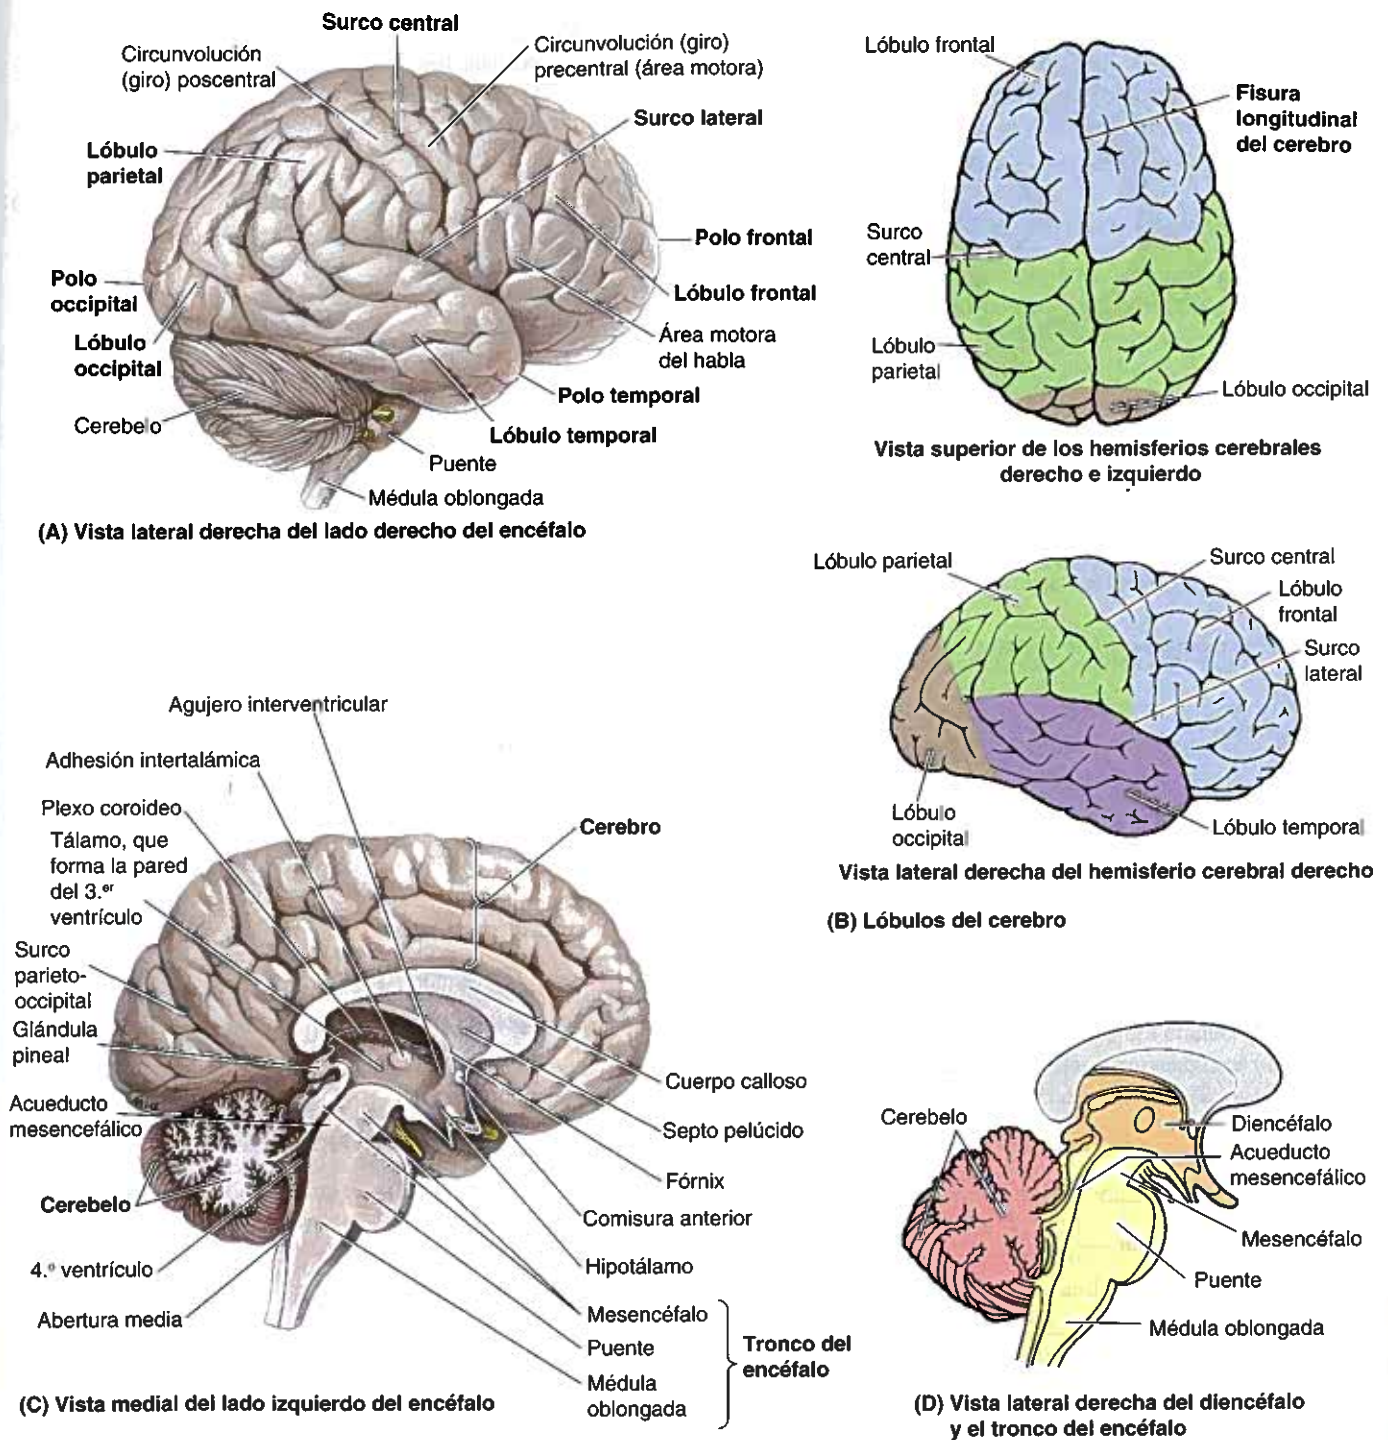 Surco central
Circunvolución
(giro) poscentral
Circunvolución (giro)
precentral (área motora)
Surco lateral
Lóbulo
parietal
Polo frontal
Polo
occipital
Lóbulo frontal
Lóbulo
occipital
Área motora
del habla
Polo temporal
Cerebelo
Lóbulo temporal
Puente
Médula oblongada
(A) Vista lateral derecha del lado derecho del encéfalo
Lóbulo frontal
Fisura
longitudinal
del cerebro
Surco
central
Lóbulo
parietal
Lóbulo occipital
Vista superior de los hemisferios cerebrales
derecho e izquierdo
Lóbulo parietal
Surco central
Lóbulo
frontal
Surco
lateral
Lóbulo
occipital
Lóbulo temporal
Vista lateral derecha del hemisferio cerebral derecho
(B) Lóbulos del cerebro
Agujero interventricular
Adhesión intertalámica
Plexo coroideo
Tálamo, que
forma la pared
del 3.er
ventrículo
Cerebro
Surco
parieto-
occipital
Glándula
pineal
Acueducto
mesencefálico
Cerebelo
4.º ventrículo
Abertura media
Cuerpo calloso
Septo pelúcido
Fórnix
Comisura anterior
Hipotálamo
Mesencéfalo
Puente
Médula
oblongada
Tronco del
encéfalo
(C) Vista medial del lado izquierdo del encéfalo
Cerebelo
Diencéfalo
Acueducto
mesencefálico
Mesencéfalo
Puente
Médula oblongada
(D) Vista lateral derecha del diencéfalo
y el tronco del encéfalo